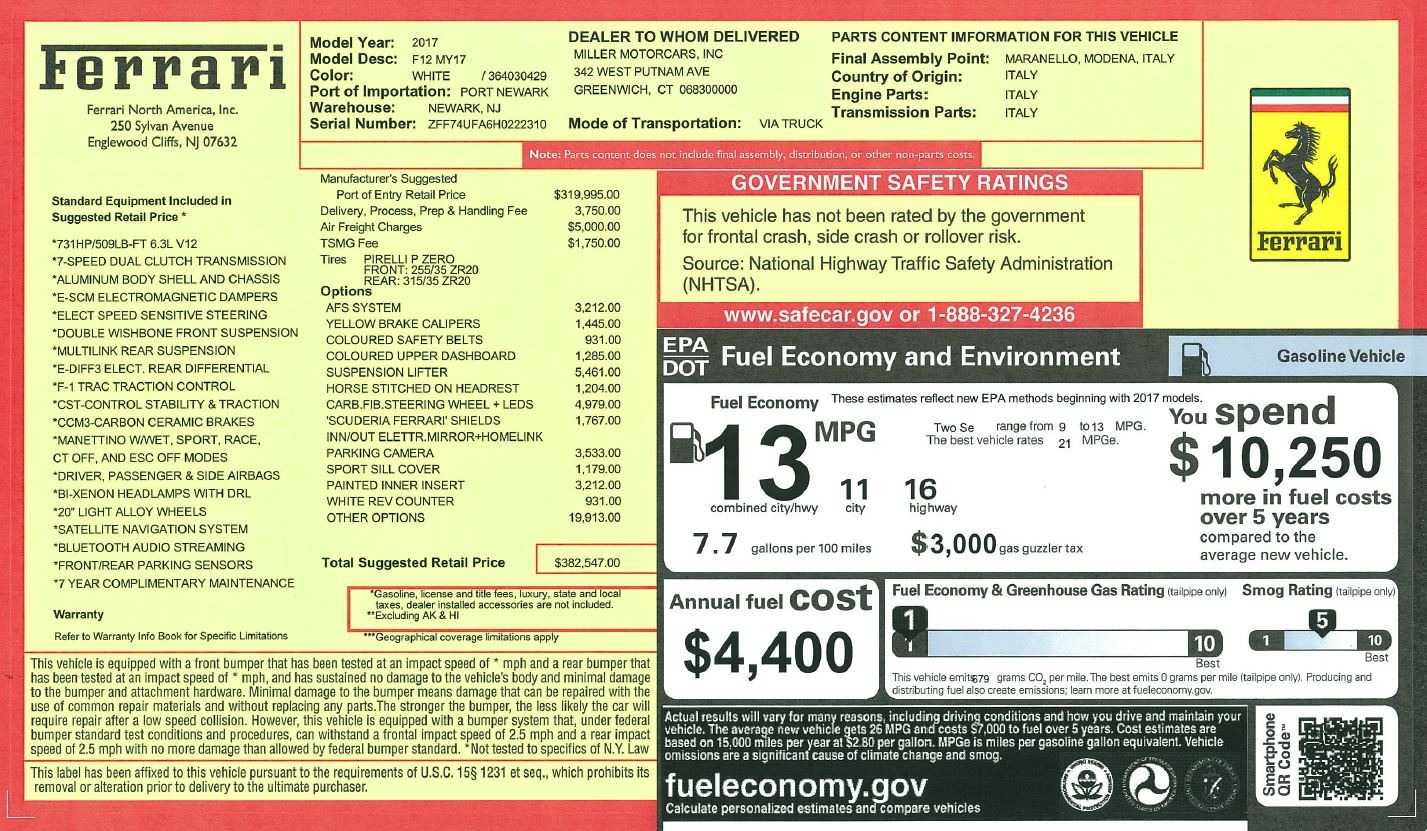 Ferrari
Ferrari North America, Inc.
250 Sylvan Avenue
Englewood Cliffs, NJ 07632
Model Year: 2017
Model Desc: F12 MY17
Color: WHITE / 364030429
Port of Importation: PORT NEWARK
Warehouse: NEWARK, NJ
Serial Number: ZFF74UFA6H0222310
DEALER TO WHOM DELIVERED
MILLER MOTORCARS, INC
342 WEST PUTNAM AVE
GREENWICH, CT 068300000
Mode of Transportation: VIA TRUCK
PARTS CONTENT IMFORMATION FOR THIS VEHICLE
Final Assembly Point: MARANELLO, MODENA, ITALY
Country of Origin: ITALY
Engine Parts: ITALY
Transmission Parts: ITALY
Note: Parts content does not include final assembly, distribution, or other non-parts costs.
Ferrari
Standard Equipment Included in
Suggested Retail Price *
*731HP/509LB-FT 6.3L V12
*7-SPEED DUAL CLUTCH TRANSMISSION
*ALUMINUM BODY SHELL AND CHASSIS
*E-SCM ELECTROMAGNETIC DAMPERS
*ELECT SPEED SENSITIVE STEERING
*DOUBLE WISHBONE FRONT SUSPENSION
*MULTILINK REAR SUSPENSION
*E-DIFF3 ELECT. REAR DIFFERENTIAL
*F-1 TRAC TRACTION CONTROL
*CST-CONTROL STABILITY & TRACTION
*CCM3-CARBON CERAMIC BRAKES
*MANETTINO W/WET, SPORT, RACE,
CT OFF, AND ESC OFF MODES
*DRIVER, PASSENGER & SIDE AIRBAGS
*BI-XENON HEADLAMPS WITH DRL
*20" LIGHT ALLOY WHEELS
*SATELLITE NAVIGATION SYSTEM
*BLUETOOTH AUDIO STREAMING
*FRONT/REAR PARKING SENSORS
*7 YEAR COMPLIMENTARY MAINTENANCE
Warranty
Refer to Warranty Info Book for Specific Limitations
Manufacturer's Suggested
Port of Entry Retail Price $319,995.00
Delivery, Process, Prep & Handling Fee 3,750.00
Air Freight Charges $5,000.00
TSMG Fee $1,750.00
Tires PIRELLI P ZERO
FRONT: 255/35 ZR20
REAR: 315/35 ZR20
Options
AFS SYSTEM 3,212.00
YELLOW BRAKE CALIPERS 1,445.00
COLOURED SAFETY BELTS 931.00
COLOURED UPPER DASHBOARD 1,285.00
SUSPENSION LIFTER 5,461.00
HORSE STITCHED ON HEADREST 1,204.00
CARB.FIB.STEERING WHEEL + LEDS 4,979.00
'SCUDERIA FERRARI' SHIELDS 1,767.00
INN/OUT ELETTR.MIRROR+HOMELINK
PARKING CAMERA 3,533.00
SPORT SILL COVER 1,179.00
PAINTED INNER INSERT 3,212.00
WHITE REV COUNTER 931.00
OTHER OPTIONS 19,913.00
Total Suggested Retail Price $382,547.00
*Gasoline, license and title fees, luxury, state and local
taxes, dealer installed accessories are not included.
**Excluding AK & HI
***Geographical coverage limitations apply
This vehicle is equipped with a front bumper that has been tested at an impact speed of * mph and a rear bumper that
has been tested at an impact speed of * mph, and has sustained no damage to the vehicle's body and minimal damage
to the bumper and attachment hardware. Minimal damage to the bumper means damage that can be repaired with the
use of common repair materials and without replacing any parts.The stronger the bumper, the less likely the car will
require repair after a low speed collision. However, this vehicle is equipped with a bumper system that, under federal
bumper standard test conditions and procedures, can withstand a frontal impact speed of 2.5 mph and a rear impact
speed of 2.5 mph with no more damage than allowed by federal bumper standard. *Not tested to specifics of N.Y. Law
This label has been affixed to this vehicle pursuant to the requirements of U.S.C. 15§ 1231 et seq., which prohibits its
removal or alteration prior to delivery to the ultimate purchaser.
GOVERNMENT SAFETY RATINGS
This vehicle has not been rated by the government
for frontal crash, side crash or rollover risk.
Source: National Highway Traffic Safety Administration
(NHTSA).
www.safecar.gov or 1-888-327-4236
EPA
DOT Fuel Economy and Environment
Gasoline Vehicle
Fuel Economy These estimates reflect new EPA methods beginning with 2017 models.
13 MPG
combined city/hwy
11
city
16
highway
Two Se range from 9 to 13 MPG.
The best vehicle rates 21 MPGe.
7.7 gallons per 100 miles
$3,000 gas guzzler tax
You spend
$10,250
more in fuel costs
over 5 years
compared to the
average new vehicle.
Annual fuel cost
$4,400
Fuel Economy & Greenhouse Gas Rating (tailpipe only)
1
1 10
Best
Smog Rating (tailpipe only)
5
1 10
Best
This vehicle emits 679 grams CO2 per mile. The best emits 0 grams per mile (tailpipe only). Producing and
distributing fuel also create emissions; learn more at fueleconomy.gov.
Actual results will vary for many reasons, including driving conditions and how you drive and maintain your
vehicle. The average new vehicle gets 26 MPG and costs $7,000 to fuel over 5 years. Cost estimates are
based on 15,000 miles per year at $2.80 per gallon. MPGe is miles per gasoline gallon equivalent. Vehicle
emissions are a significant cause of climate change and smog.
fueleconomy.gov
Calculate personalized estimates and compare vehicles
Smartphone
QR Code™